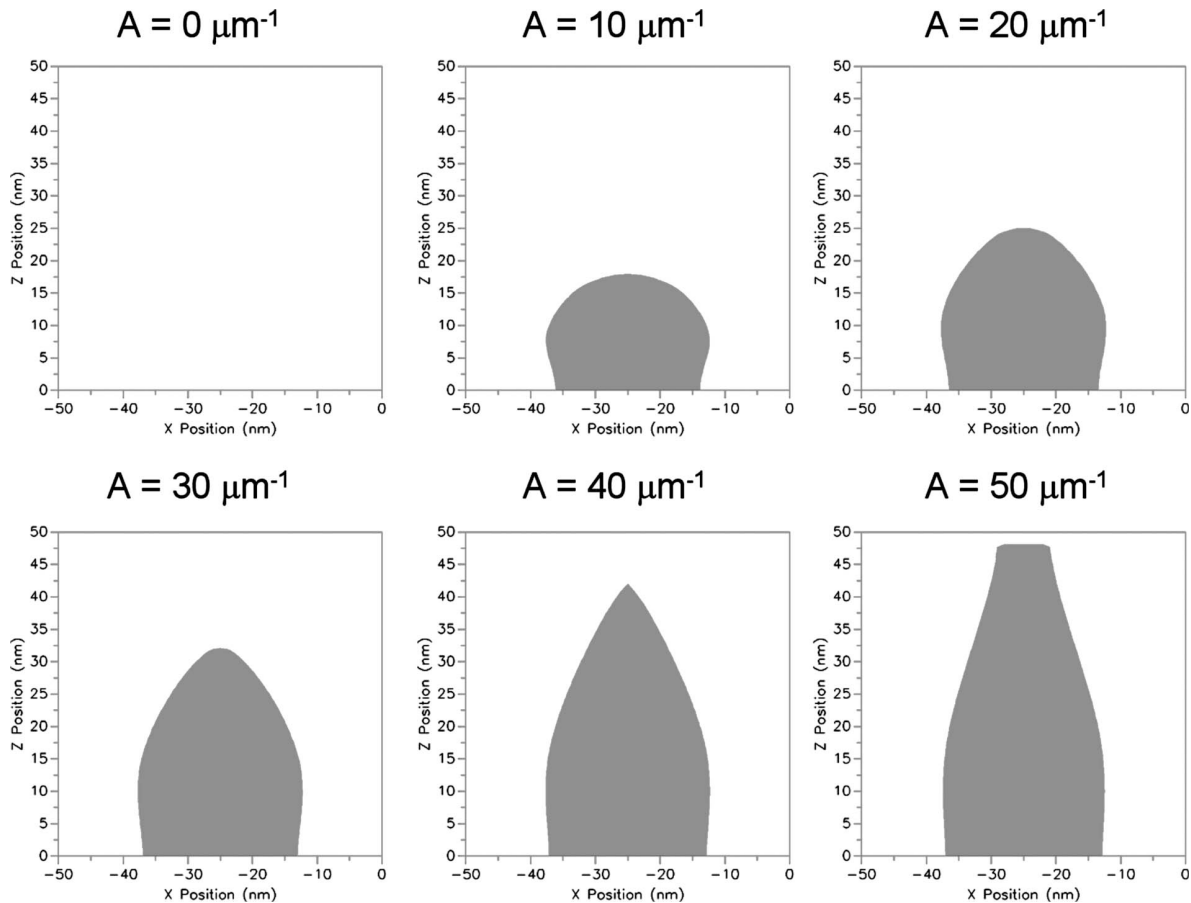 A = 0 μm⁻¹
50
45
40
35
30
25
20
15
10
5
0
Z Position (nm)
−50 −40 −30 −20 −10 0
X Position (nm)
A = 10 μm⁻¹
50
45
40
35
30
25
20
15
10
5
0
Z Position (nm)
−50 −40 −30 −20 −10 0
X Position (nm)
A = 20 μm⁻¹
50
45
40
35
30
25
20
15
10
5
0
Z Position (nm)
−50 −40 −30 −20 −10 0
X Position (nm)
A = 30 μm⁻¹
50
45
40
35
30
25
20
15
10
5
0
Z Position (nm)
−50 −40 −30 −20 −10 0
X Position (nm)
A = 40 μm⁻¹
50
45
40
35
30
25
20
15
10
5
0
Z Position (nm)
−50 −40 −30 −20 −10 0
X Position (nm)
A = 50 μm⁻¹
50
45
40
35
30
25
20
15
10
5
0
Z Position (nm)
−50 −40 −30 −20 −10 0
X Position (nm)